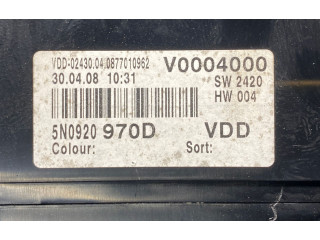 VDD-02430.04.0877010962 V0004000
30.04.08 10:31 SW 2420
HW 004
5N0920 970D VDD
Colour: Sort: